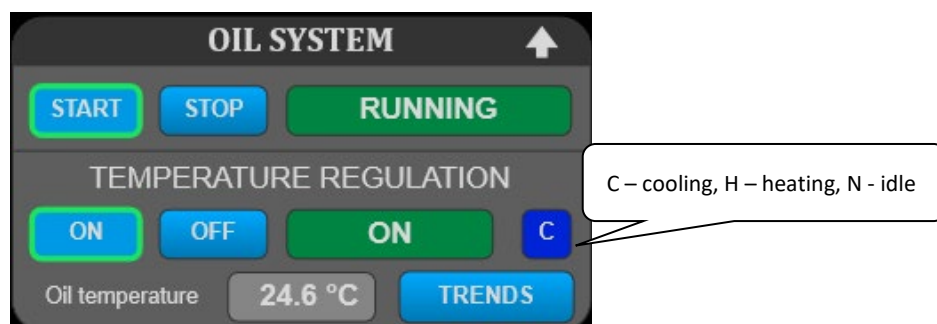 OIL SYSTEM
START STOP RUNNING
TEMPERATURE REGULATION
C – cooling, H – heating, N - idle
ON OFF ON C
Oil temperature 24.6 °C TRENDS